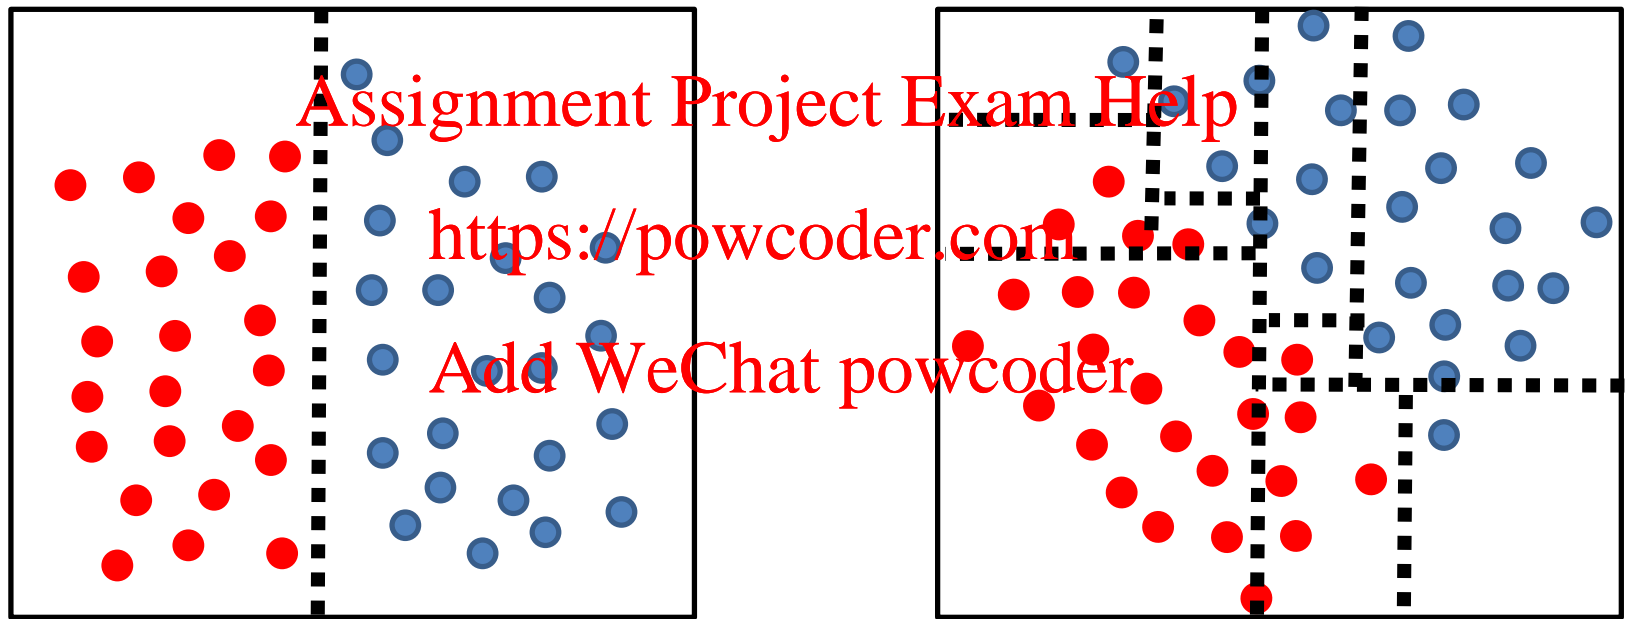 Assignment Project Exam Help
https://powcoder.com
Add WeChat powcoder